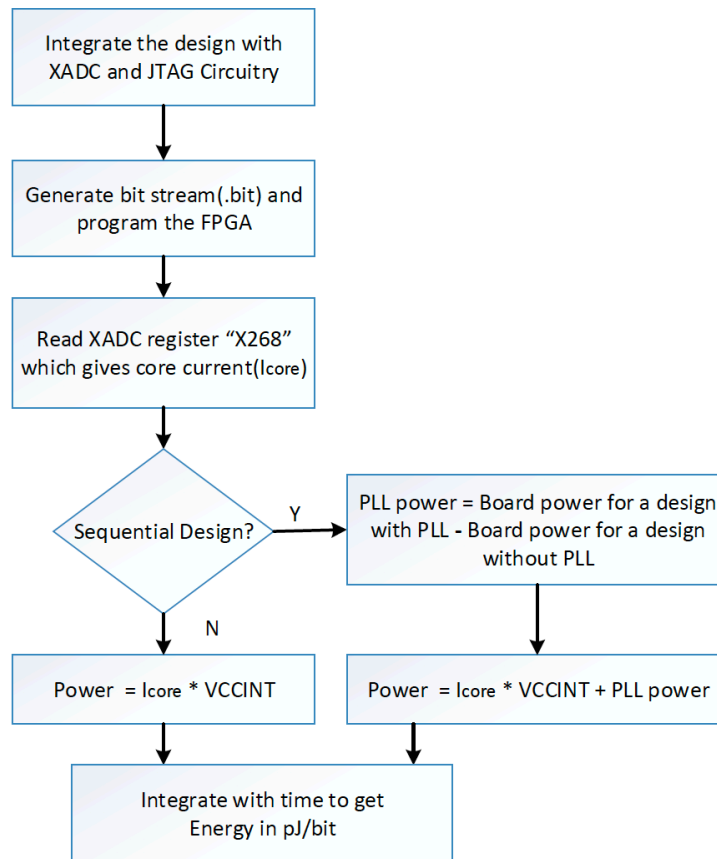 Integrate the design with
XADC and JTAG Circuitry
Generate bit stream(.bit) and
program the FPGA
Read XADC register “X268”
which gives core current(Icore)
Sequential Design?
Y
PLL power = Board power for a design
with PLL - Board power for a design
without PLL
N
Power = Icore * VCCINT
Power = Icore * VCCINT + PLL power
Integrate with time to get
Energy in pJ/bit